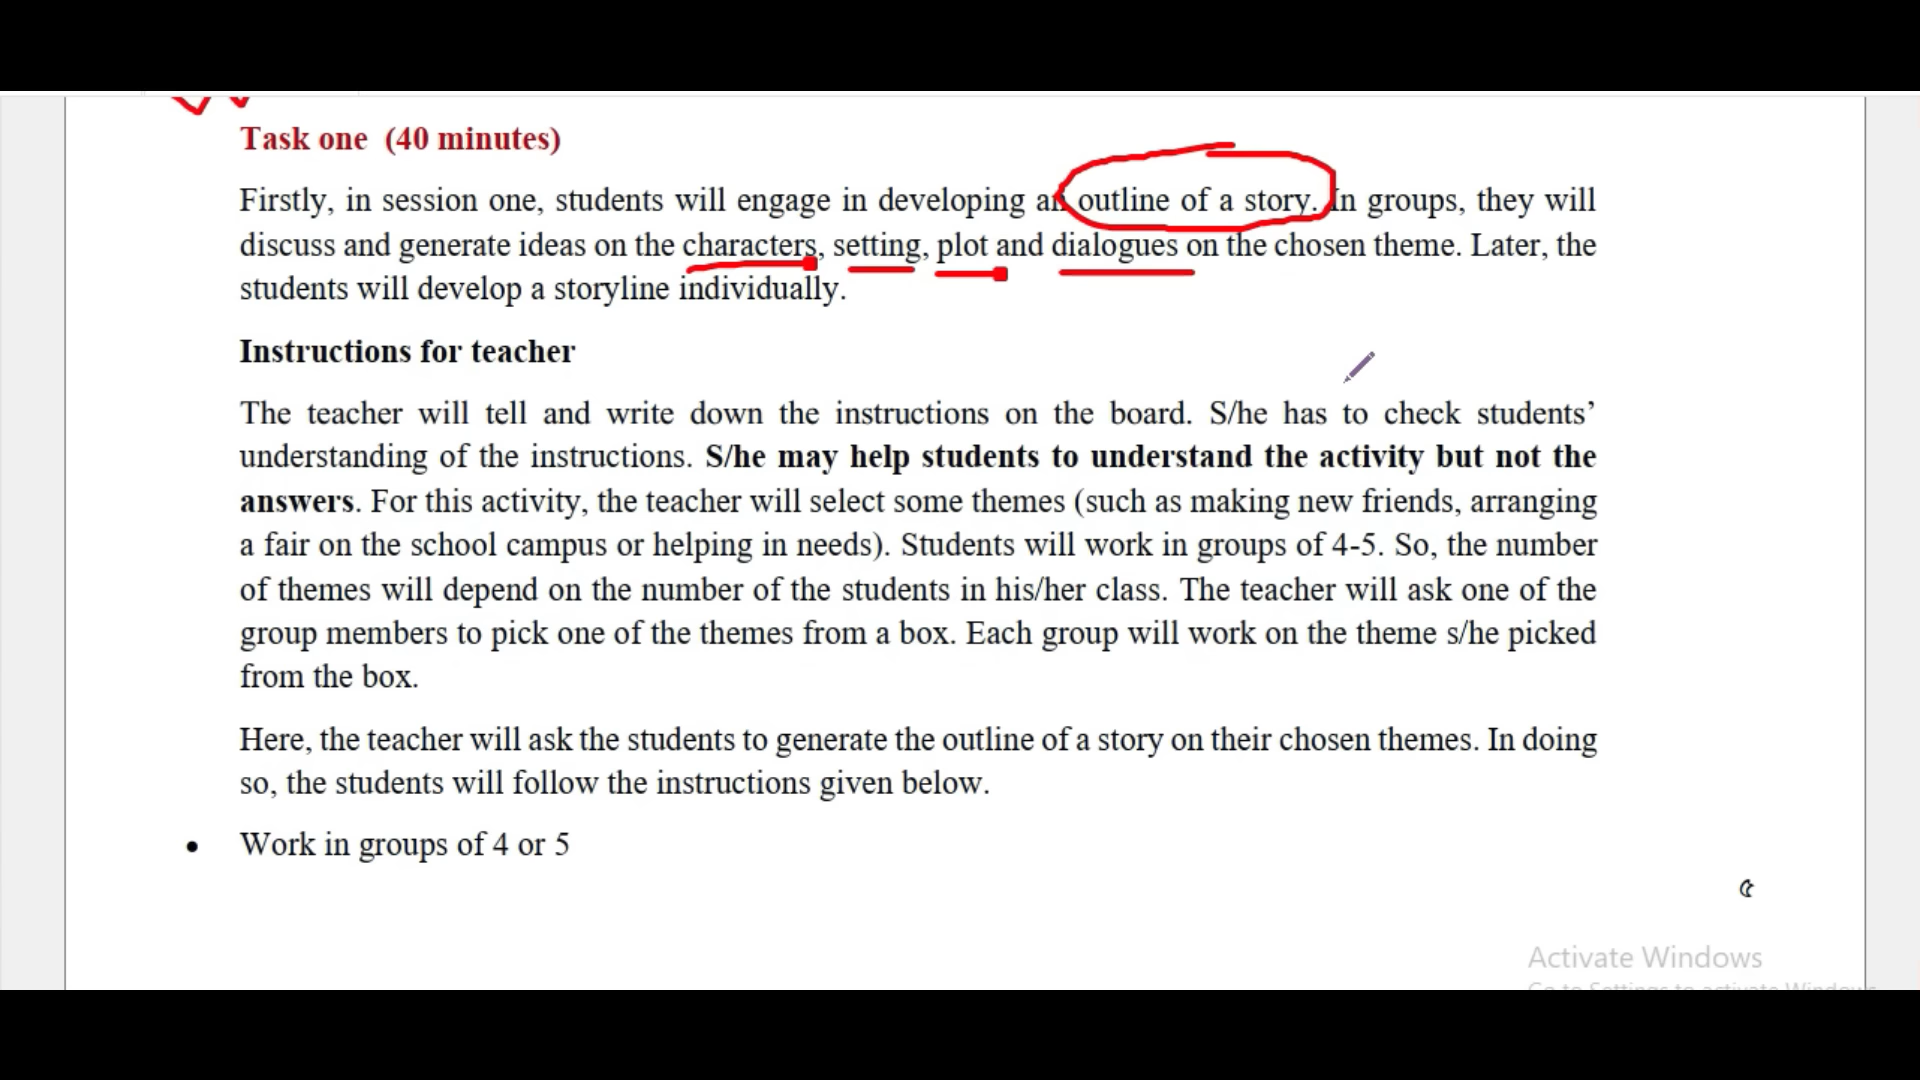 Task one (40 minutes)
Firstly, in session one, students will engage in developing an outline of a story. In groups, they will
discuss and generate ideas on the characters, setting, plot and dialogues on the chosen theme. Later, the
students will develop a storyline individually.
Instructions for teacher
The teacher will tell and write down the instructions on the board. S/he has to check students’
understanding of the instructions. S/he may help students to understand the activity but not the
answers. For this activity, the teacher will select some themes (such as making new friends, arranging
a fair on the school campus or helping in needs). Students will work in groups of 4-5. So, the number
of themes will depend on the number of the students in his/her class. The teacher will ask one of the
group members to pick one of the themes from a box. Each group will work on the theme s/he picked
from the box.
Here, the teacher will ask the students to generate the outline of a story on their chosen themes. In doing
so, the students will follow the instructions given below.
• Work in groups of 4 or 5
Activate Windows
Go to Settings to activate Windows